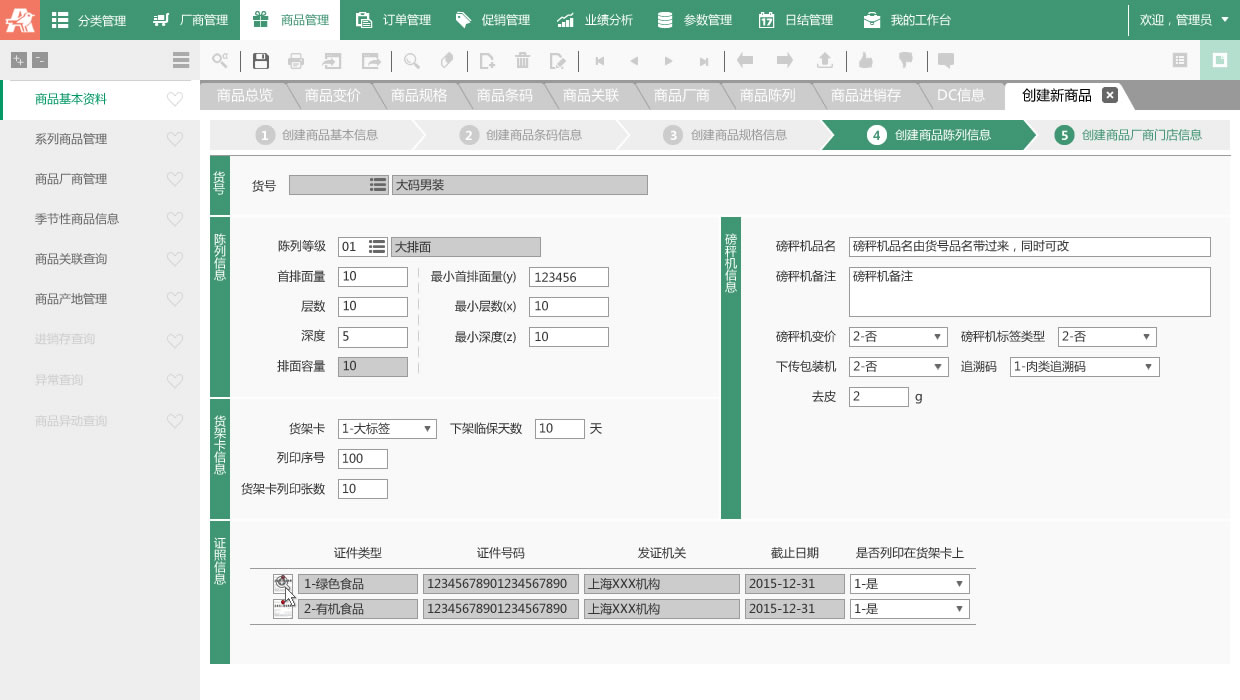 分类管理 厂商管理 商品管理 订单管理 促销管理 业绩分析 参数管理 17 日结管理 我的工作台 欢迎，管理员
商品总览 商品变价 商品规格 商品条码 商品关联 商品厂商 商品陈列 商品进销存 DC信息 创建新商品
商品基本资料
系列商品管理
商品厂商管理
季节性商品信息
商品关联查询
商品产地管理
进销存查询
异常查询
商品异动查询
1 创建商品基本信息 2 创建商品条码信息 3 创建商品规格信息 4 创建商品陈列信息 5 创建商品厂商门店信息
货号
货号 大码男装
陈列信息
陈列等级 01 大排面
首排面量 10 最小首排面量(y) 123456
层数 10 最小层数(x) 10
深度 5 最小深度(z) 10
排面容量 10
磅秤机信息
磅秤机品名 磅秤机品名由货号品名带过来，同时可改
磅秤机备注 磅秤机备注
磅秤机变价 2-否 磅秤机标签类型 2-否
下传包装机 2-否 追溯码 1-肉类追溯码
去皮 2 g
货架卡信息
货架卡 1-大标签 下架临保天数 10 天
列印序号 100
货架卡列印张数 10
证照信息
证件类型 证件号码 发证机关 截止日期 是否列印在货架卡上
1-绿色食品 12345678901234567890 上海XXX机构 2015-12-31 1-是
2-有机食品 12345678901234567890 上海XXX机构 2015-12-31 1-是